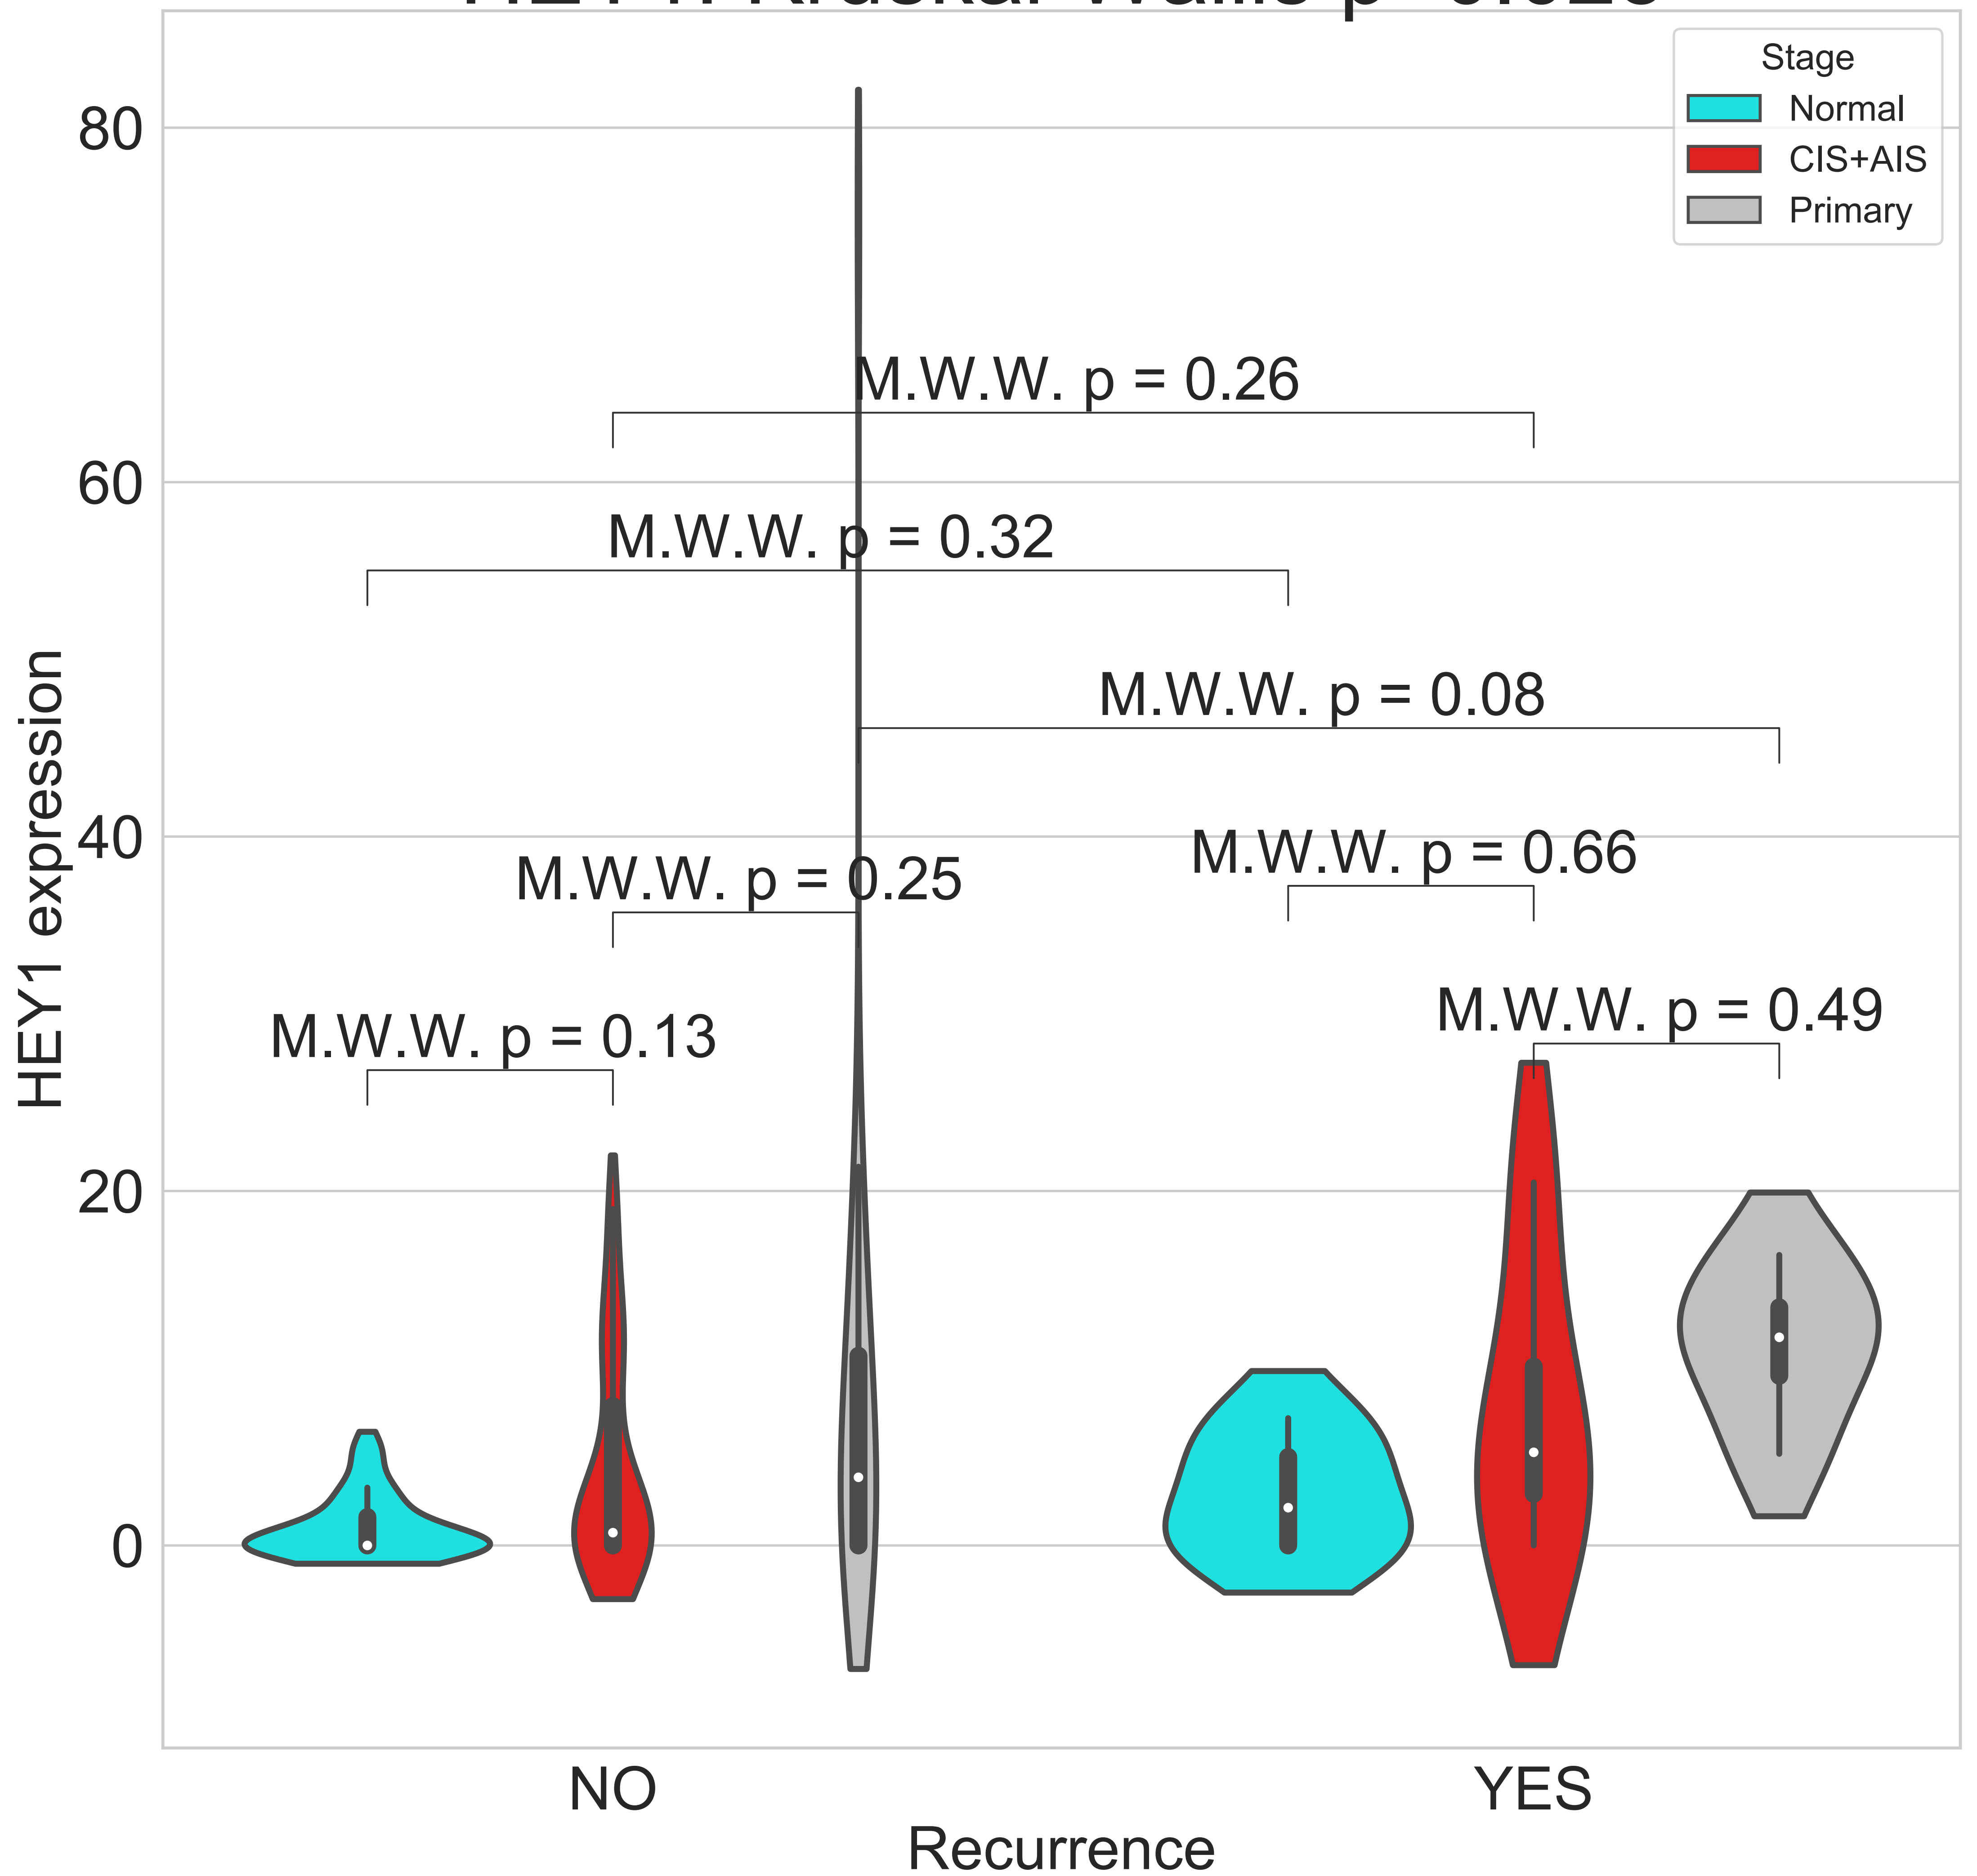 Stage
Normal
CIS+AIS
Primary
80
60
40
20
0
HEY1 expression
M.W.W. p = 0.26
M.W.W. p = 0.32
M.W.W. p = 0.08
M.W.W. p = 0.66
M.W.W. p = 0.25
M.W.W. p = 0.49
M.W.W. p = 0.13
NO
YES
Recurrence